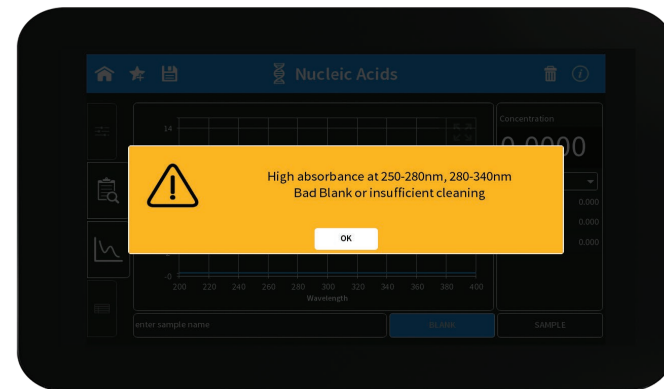 Nucleic Acids
14
Concentration
0.0000
High absorbance at 250-280nm, 280-340nm
Bad Blank or insufficient cleaning
OK
0.000
0.000
0.000
-0
200 220 240 260 280 300 320 340 360 380 400
Wavelength
enter sample name
BLANK
SAMPLE